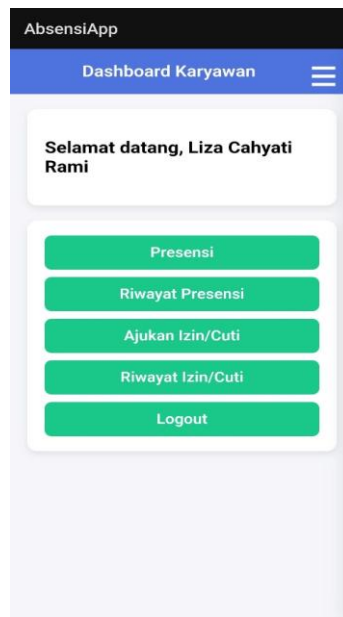 AbsensiApp
Dashboard Karyawan
Selamat datang, Liza Cahyati
Rami
Presensi
Riwayat Presensi
Ajukan Izin/Cuti
Riwayat Izin/Cuti
Logout